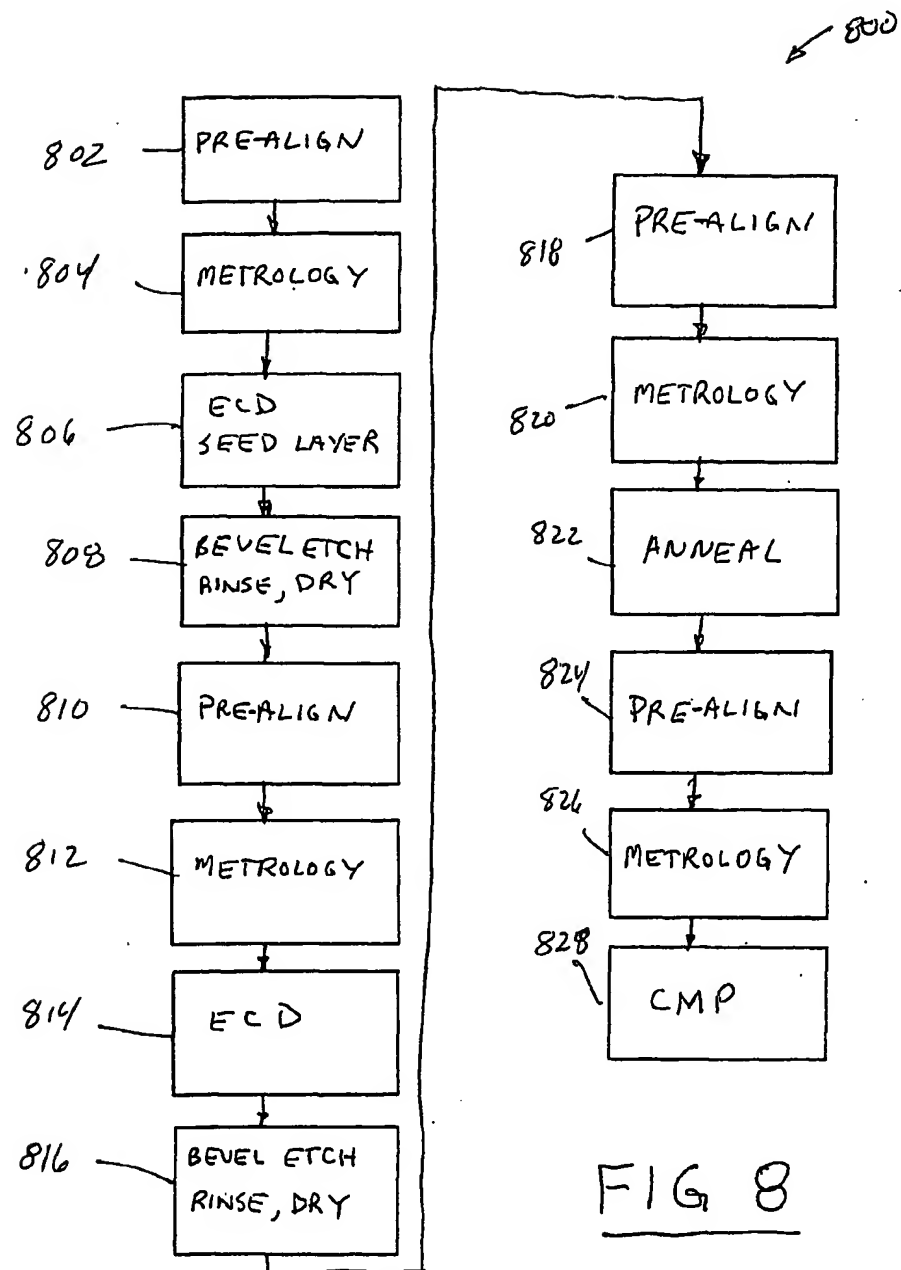 800
802
PRE-ALIGN
804
METROLOGY
806
ECD
SEED LAYER
808
BEVEL ETCH
RINSE, DRY
810
PRE-ALIGN
812
METROLOGY
814
ECD
816
BEVEL ETCH
RINSE, DRY
818
PRE-ALIGN
820
METROLOGY
822
ANNEAL
824
PRE-ALIGN
826
METROLOGY
828
CMP
FIG 8